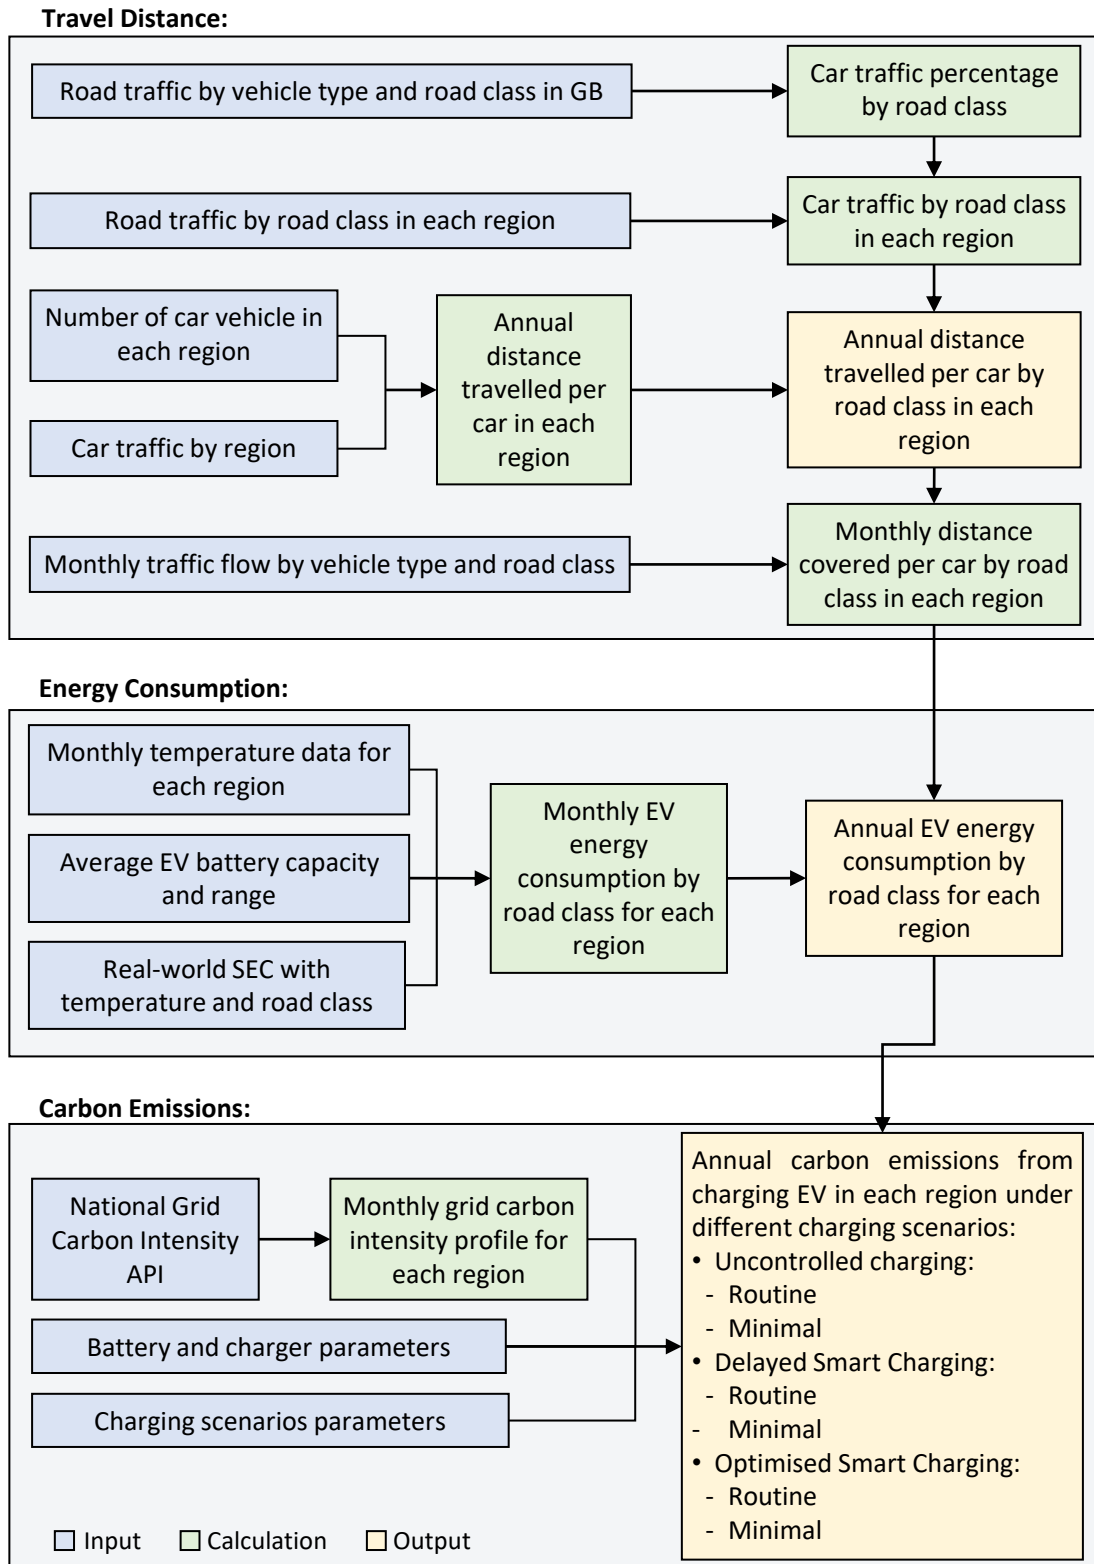 Travel Distance:
Road traffic by vehicle type and road class in GB
Car traffic percentage
by road class
Road traffic by road class in each region
Car traffic by road class
in each region
Number of car vehicle in
each region
Car traffic by region
Annual
distance
travelled per
car in each
region
Annual distance
travelled per car by
road class in each
region
Monthly traffic flow by vehicle type and road class
Monthly distance
covered per car by road
class in each region
Energy Consumption:
Monthly temperature data for
each region
Average EV battery capacity
and range
Real-world SEC with
temperature and road class
Monthly EV
energy
consumption by
road class for each
region
Annual EV energy
consumption by
road class for each
region
Carbon Emissions:
National Grid
Carbon Intensity
API
Monthly grid carbon
intensity profile for
each region
Battery and charger parameters
Charging scenarios parameters
Annual carbon emissions from
charging EV in each region under
different charging scenarios:
• Uncontrolled charging:
- Routine
- Minimal
• Delayed Smart Charging:
- Routine
- Minimal
• Optimised Smart Charging:
- Routine
- Minimal
Input
Calculation
Output